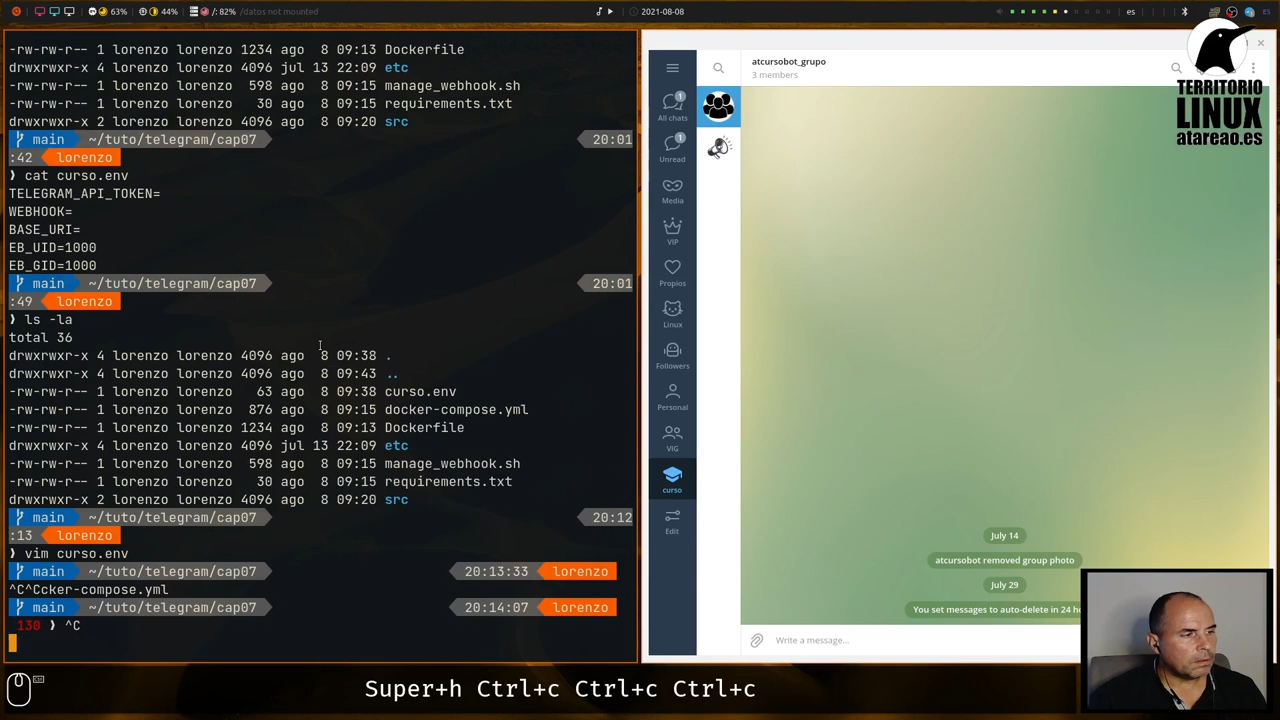 63% 44% /: 82% /datos not mounted
2021-08-08
es
ES
-rw-rw-r-- 1 lorenzo lorenzo 1234 ago  8 09:13 Dockerfile
drwxrwxr-x 4 lorenzo lorenzo 4096 jul 13 22:09 etc
-rw-rw-r-- 1 lorenzo lorenzo  598 ago  8 09:15 manage_webhook.sh
-rw-rw-r-- 1 lorenzo lorenzo   30 ago  8 09:15 requirements.txt
drwxrwxr-x 2 lorenzo lorenzo 4096 ago  8 09:20 src
main ~/tuto/telegram/cap07 20:01
:42 lorenzo
❯ cat curso.env
TELEGRAM_API_TOKEN=
WEBHOOK=
BASE_URI=
EB_UID=1000
EB_GID=1000
main ~/tuto/telegram/cap07 20:01
:49 lorenzo
❯ ls -la
total 36
drwxrwxr-x 4 lorenzo lorenzo 4096 ago  8 09:38 .
drwxrwxr-x 4 lorenzo lorenzo 4096 ago  8 09:43 ..
-rw-rw-r-- 1 lorenzo lorenzo   63 ago  8 09:38 curso.env
-rw-rw-r-- 1 lorenzo lorenzo  876 ago  8 09:15 docker-compose.yml
-rw-rw-r-- 1 lorenzo lorenzo 1234 ago  8 09:13 Dockerfile
drwxrwxr-x 4 lorenzo lorenzo 4096 jul 13 22:09 etc
-rw-rw-r-- 1 lorenzo lorenzo  598 ago  8 09:15 manage_webhook.sh
-rw-rw-r-- 1 lorenzo lorenzo   30 ago  8 09:15 requirements.txt
drwxrwxr-x 2 lorenzo lorenzo 4096 ago  8 09:20 src
main ~/tuto/telegram/cap07 20:12
:13 lorenzo
❯ vim curso.env
main ~/tuto/telegram/cap07 20:13:33 lorenzo
^C^Ccker-compose.yml
main ~/tuto/telegram/cap07 20:14:07 lorenzo
130 ❯ ^C
1
All chats
1
Unread
Media
VIP
Propios
Linux
Followers
Personal
VIG
curso
Edit
atcursobot_grupo
3 members
TERRITORIO
LINUX
atareao.es
July 14
atcursobot removed group photo
July 29
You set messages to auto-delete in 24 ho
Write a message...
Super+h Ctrl+c Ctrl+c Ctrl+c